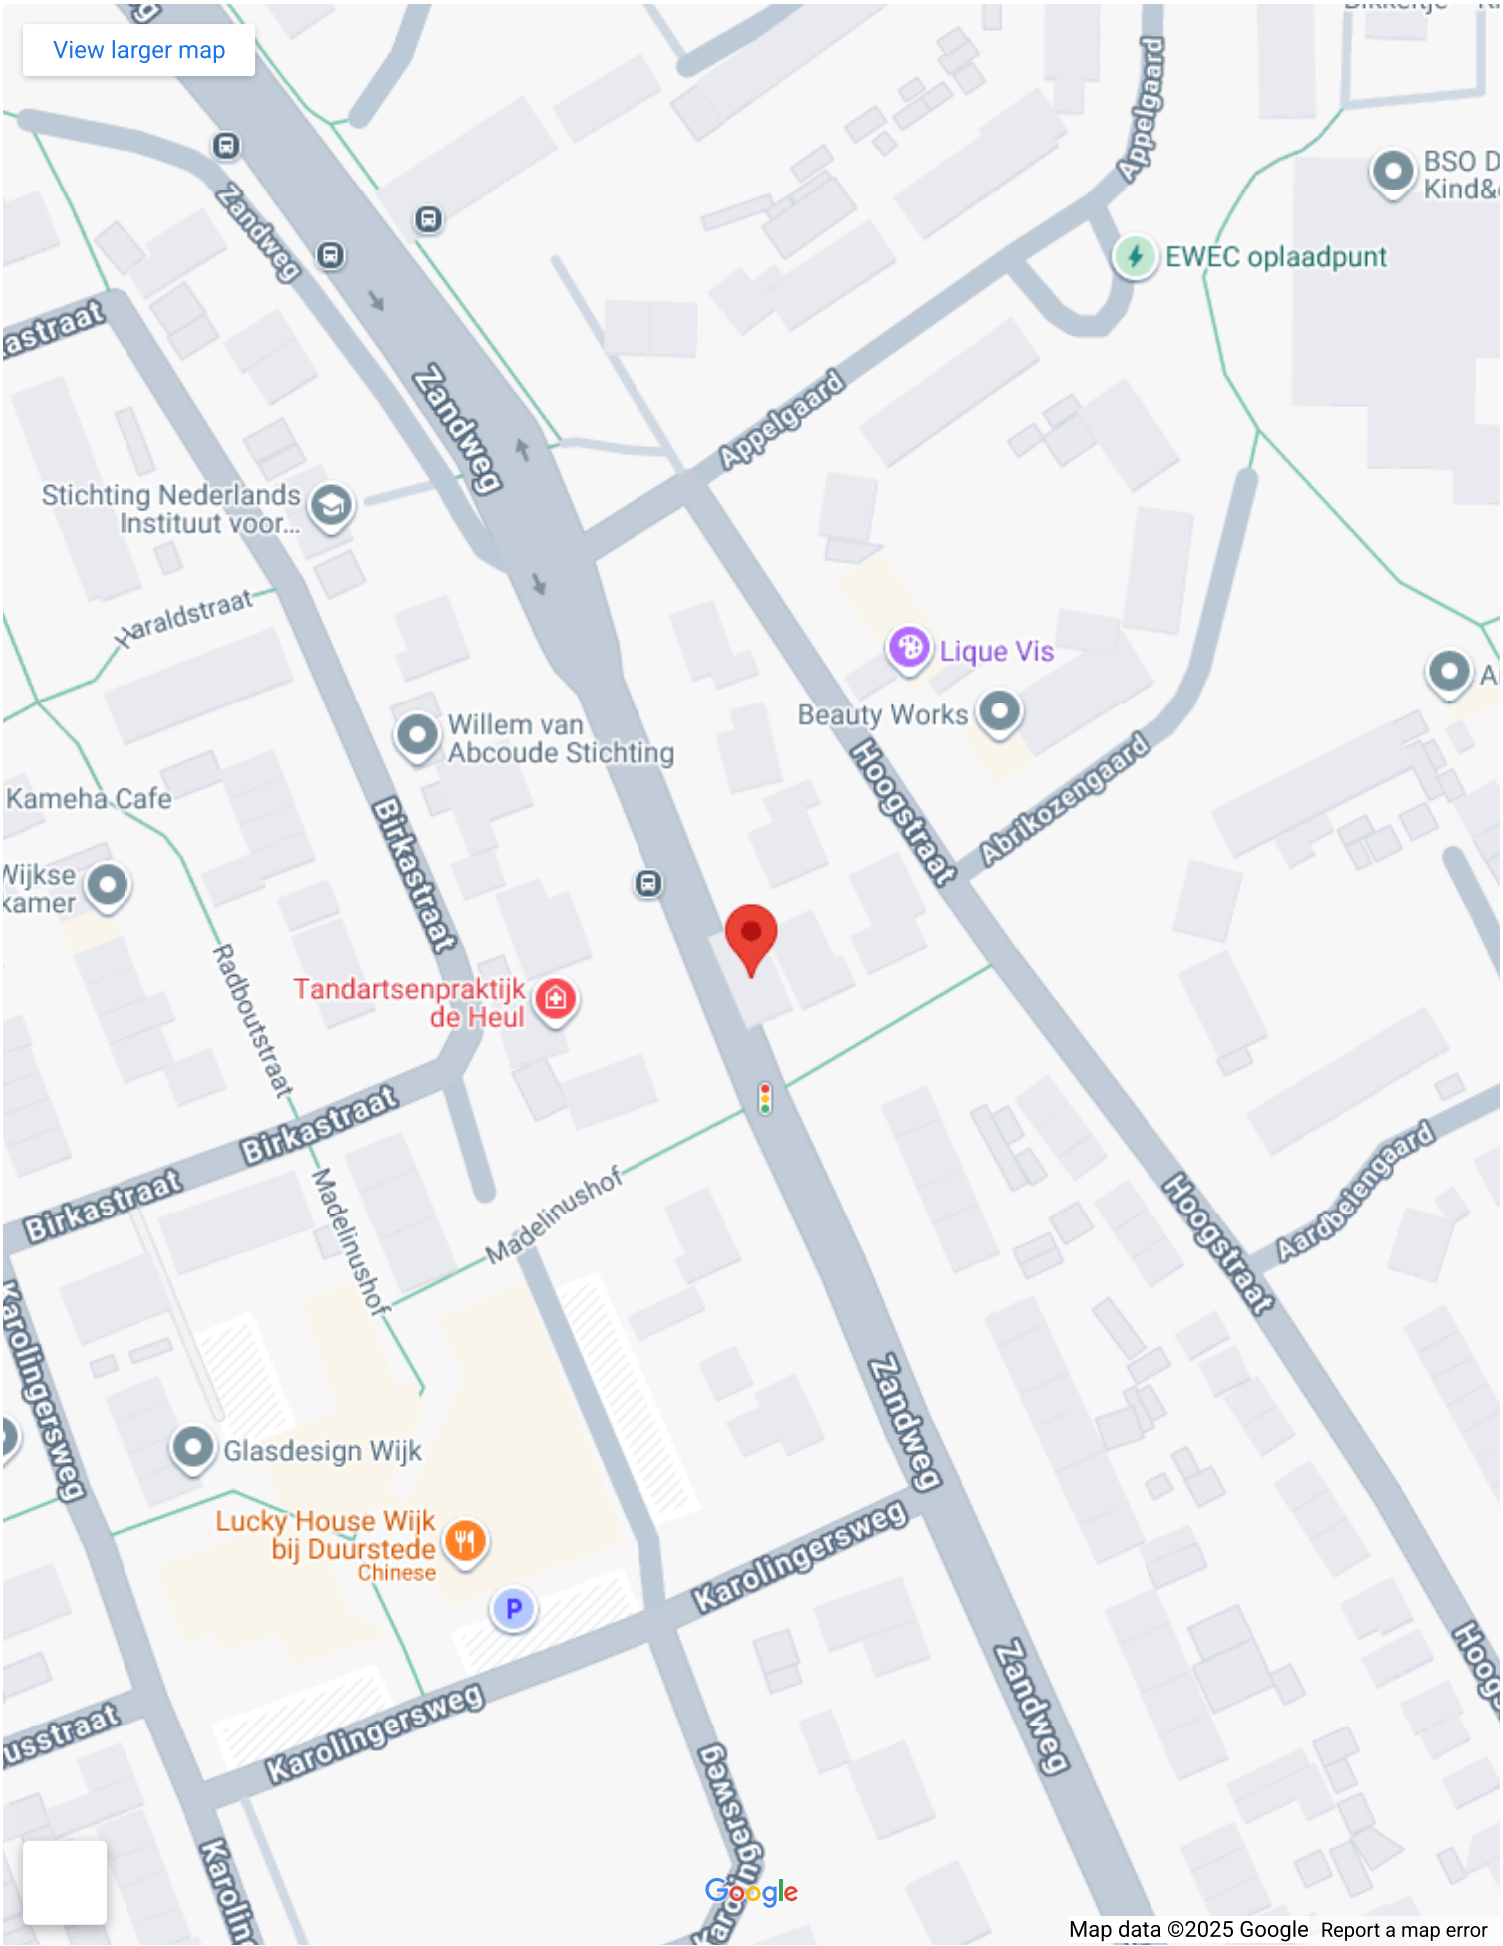 View larger map
Appelgaard
BSO D
Kind&
Zandweg
EWEC oplaadpunt
astraat
Zandweg
Appelgaard
Stichting Nederlands
Instituut voor...
Haraldstraat
Lique Vis
Beauty Works
Willem van
Abcoude Stichting
Hoogstraat
Abrikozengaard
Kameha Cafe
Birkastraat
Wijkse
kamer
Radboutstraat
Tandartsenpraktijk
de Heul
Birkastraat
Birkastraat
Madelinushof
Madelinushof
Hoogstraat
Aardbeiengaard
Karolingersweg
Zandweg
Glasdesign Wijk
Lucky House Wijk
bij Duurstede
Chinese
P
Karolingersweg
Zandweg
Hoogs
usstraat
Karolingersweg
Karolingersweg
Karoling
Google
Map data ©2025 Google
Report a map error